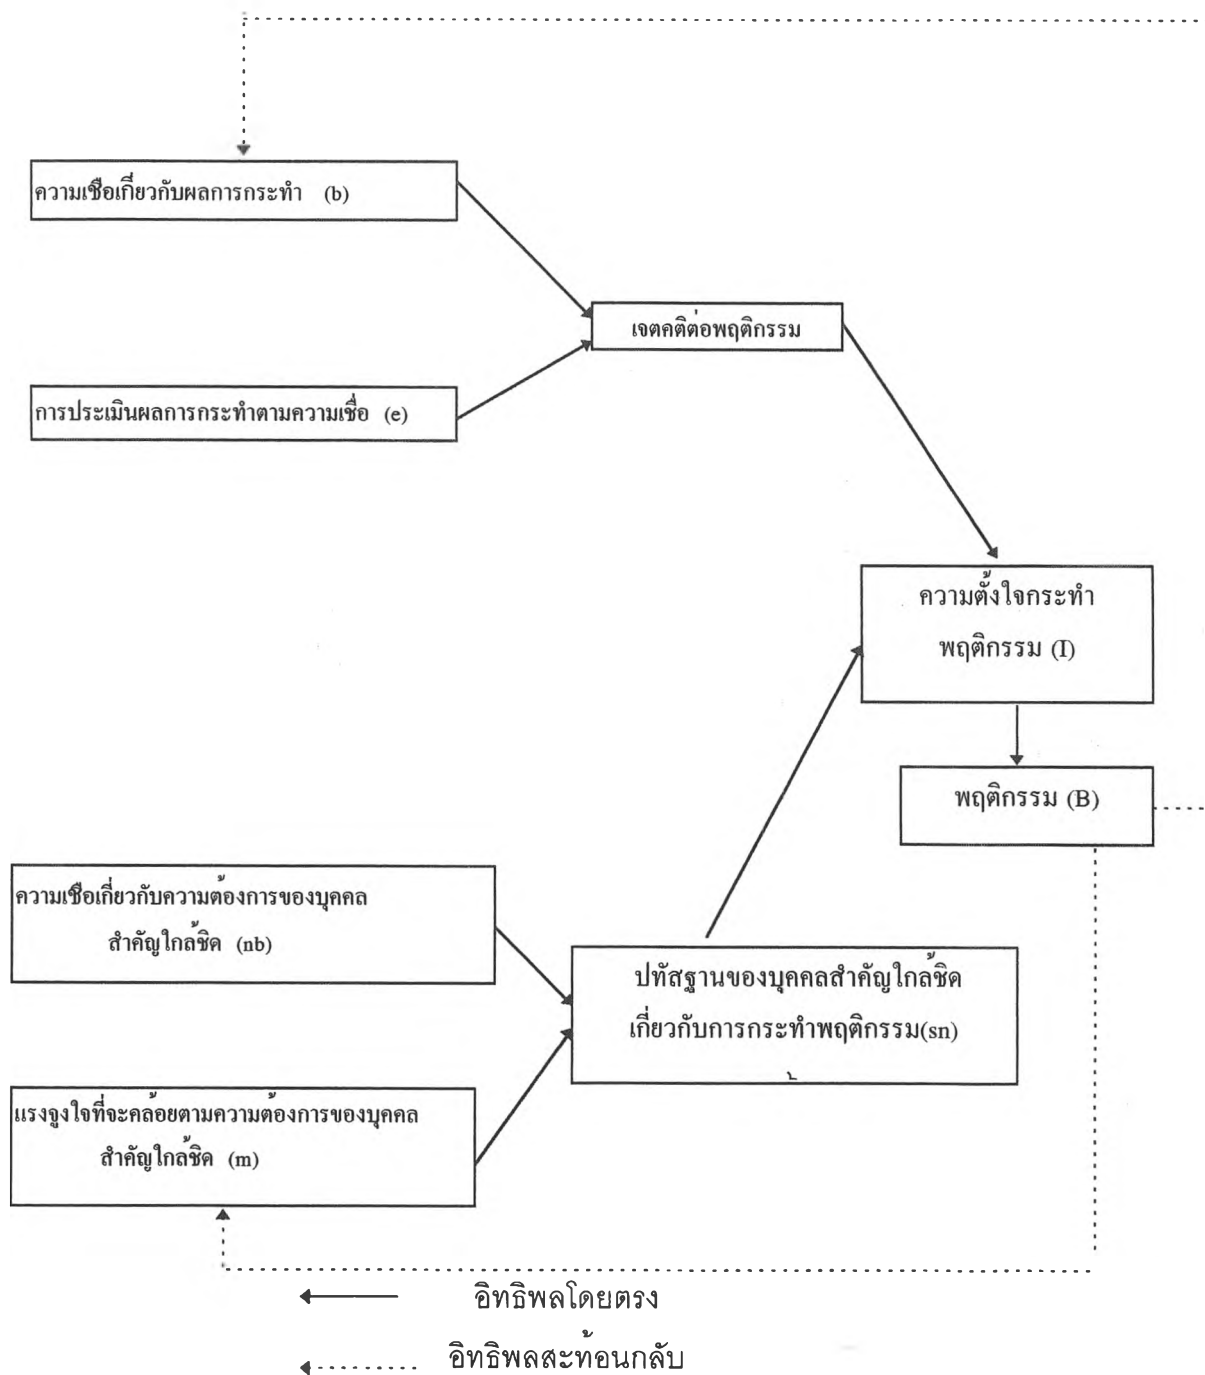 ความเชื่อเกี่ยวกับผลการกระทำ (b)
เจตคติต่อพฤติกรรม
การประเมินผลการกระทำตามความเชื่อ (e)
ความตั้งใจกระทำ
พฤติกรรม (I)
พฤติกรรม (B)
ความเชื่อเกี่ยวกับความต้องการของบุคคล
สำคัญใกล้ชิด (nb)
ปทัสฐานของบุคคลสำคัญใกล้ชิด
เกี่ยวกับการกระทำพฤติกรรม(sn)
แรงจูงใจที่จะคล้อยตามความต้องการของบุคคล
สำคัญใกล้ชิด (m)
อิทธิพลโดยตรง
อิทธิพลสะท้อนกลับ